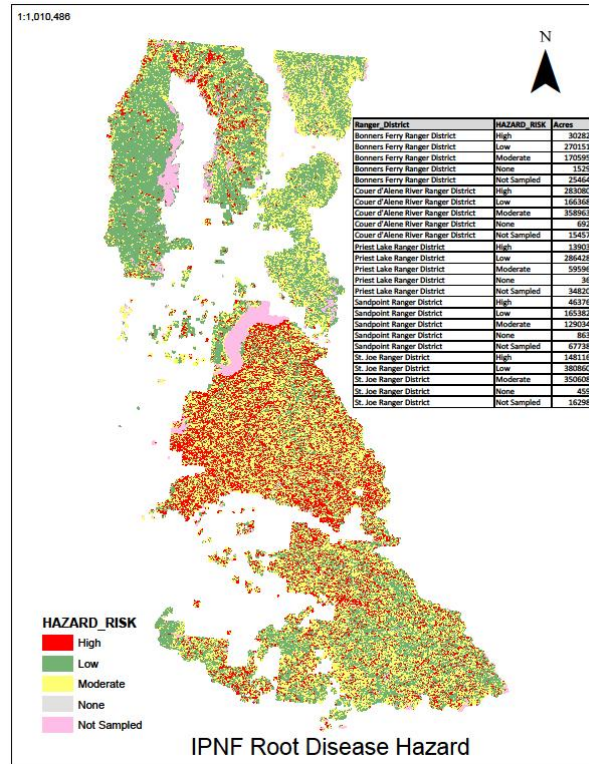 1:1,010,486
N
Ranger_District HAZARD_RISK Acres
Bonners Ferry Ranger District High 30282
Bonners Ferry Ranger District Low 270151
Bonners Ferry Ranger District Moderate 170595
Bonners Ferry Ranger District None 1529
Bonners Ferry Ranger District Not Sampled 25464
Couer d'Alene River Ranger District High 283080
Couer d'Alene River Ranger District Low 166368
Couer d'Alene River Ranger District Moderate 358963
Couer d'Alene River Ranger District None 692
Couer d'Alene River Ranger District Not Sampled 15457
Priest Lake Ranger District High 13903
Priest Lake Ranger District Low 286428
Priest Lake Ranger District Moderate 59596
Priest Lake Ranger District None 36
Priest Lake Ranger District Not Sampled 34820
Sandpoint Ranger District High 46376
Sandpoint Ranger District Low 165382
Sandpoint Ranger District Moderate 129034
Sandpoint Ranger District None 863
Sandpoint Ranger District Not Sampled 67738
St. Joe Ranger District High 148116
St. Joe Ranger District Low 380860
St. Joe Ranger District Moderate 350608
St. Joe Ranger District None 459
St. Joe Ranger District Not Sampled 16298
HAZARD_RISK
High
Low
Moderate
None
Not Sampled
IPNF Root Disease Hazard